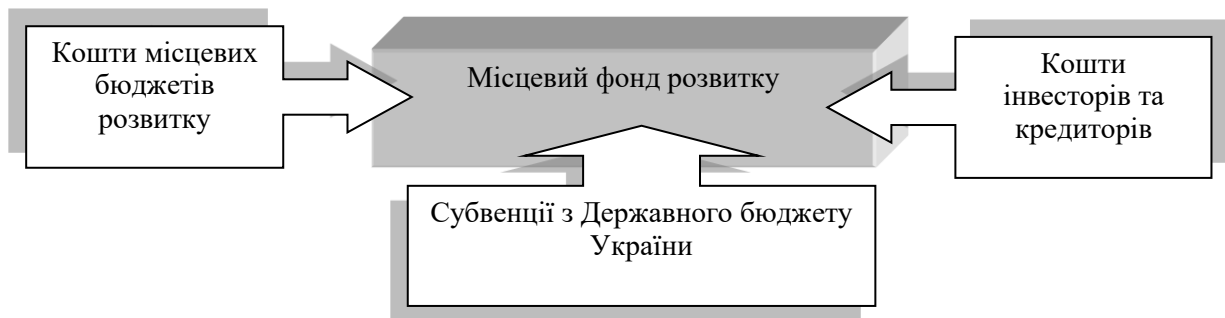 Кошти місцевих
бюджетів
розвитку
Місцевий фонд розвитку
Кошти
інвесторів та
кредиторів
Субвенції з Державного бюджету
України